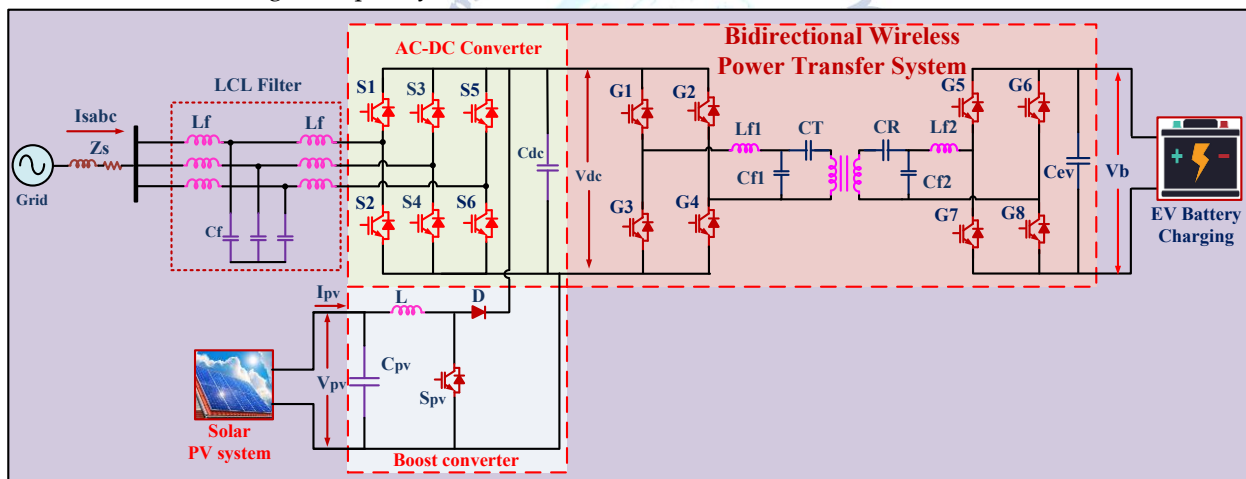 AC-DC Converter
Bidirectional Wireless
Power Transfer System
LCL Filter
Isabc
Zs
Grid
Lf
Lf
Cf
S1
S3
S5
S2
S4
S6
Cdc
Vdc
G1
G2
G3
G4
Lf1
CT
Cf1
CR
Lf2
Cf2
G5
G6
G7
G8
Cev
Vb
EV Battery
Charging
Ipv
L
D
Vpv
Cpv
Spv
Solar
PV system
Boost converter